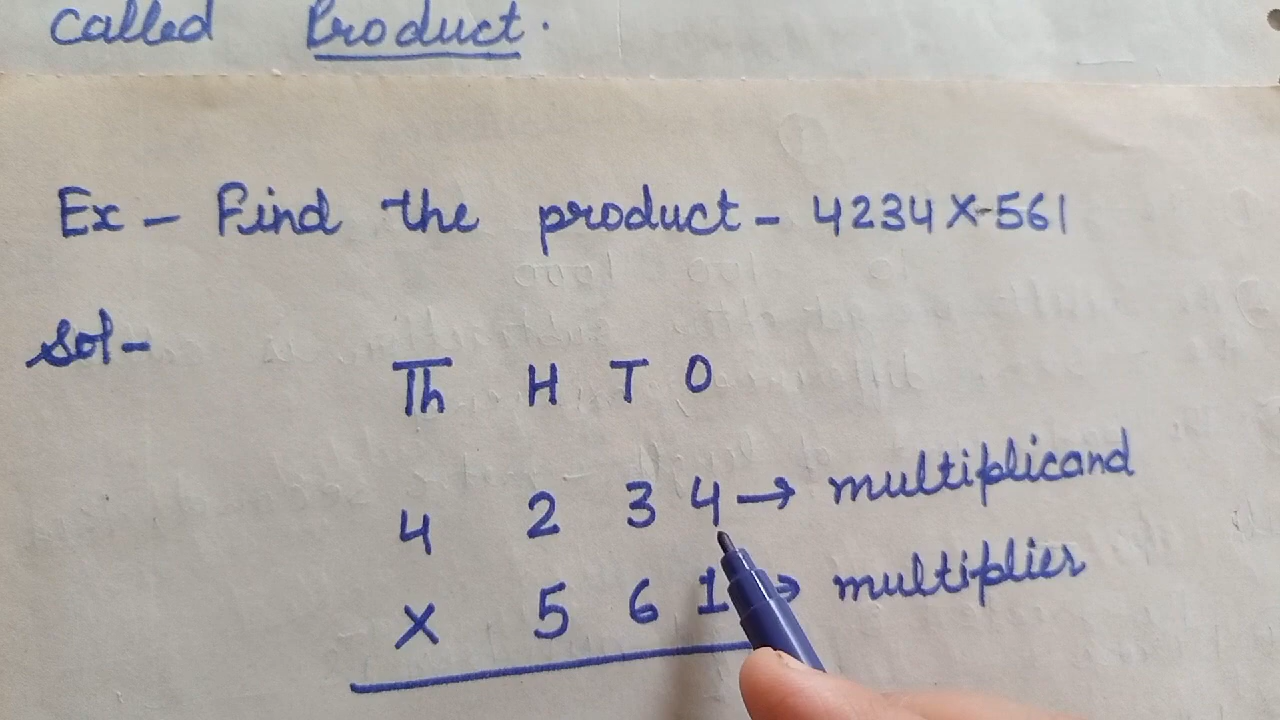 Called Product.
Ex - Find the product - 4234 X 561
Sol -
Th H T O
4 2 3 4 → multiplicand
X 5 6 1 → multiplier